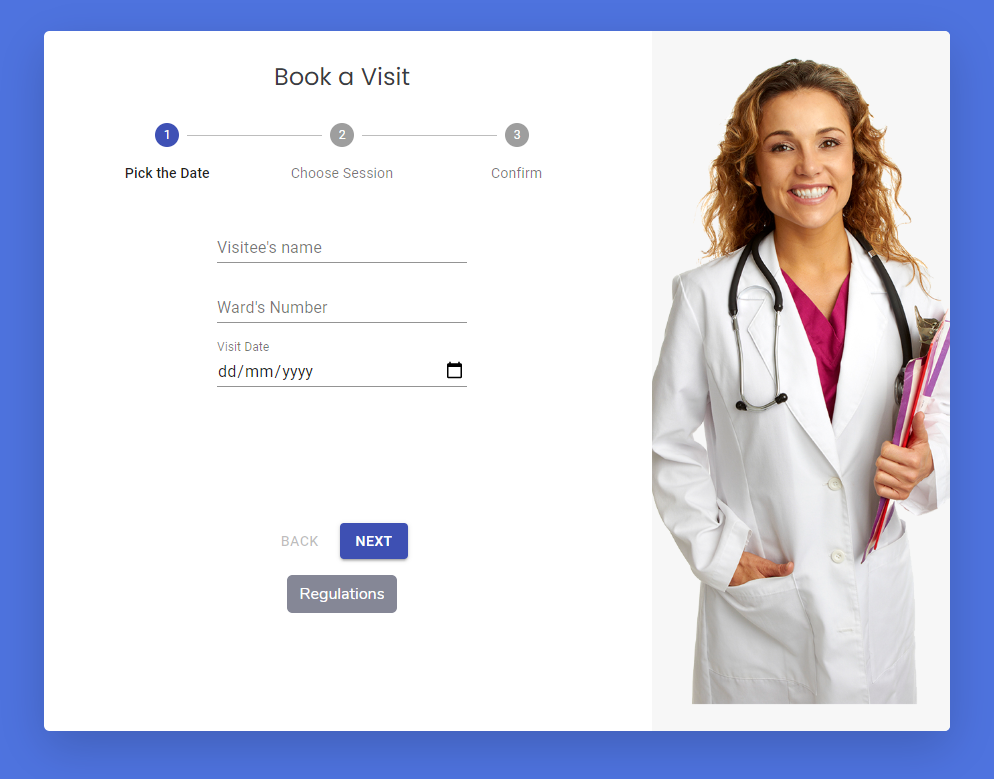 Book a Visit
1
2
3
Pick the Date
Choose Session
Confirm
Visitee's name
Ward's Number
Visit Date
dd/mm/yyyy
BACK NEXT
Regulations